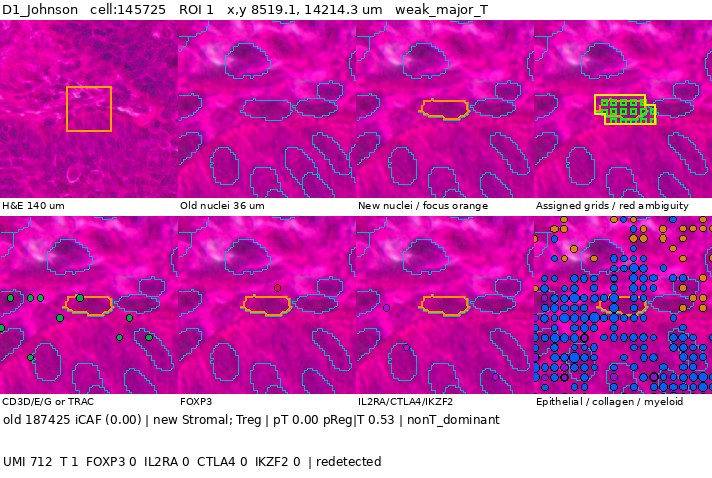 D1_Johnson cell:145725 ROI 1 x,y 8519.1, 14214.3 um weak_major_T
H&E 140 um
Old nuclei 36 um
New nuclei / focus orange
Assigned grids / red ambiguity
CD3D/E/G or TRAC
FOXP3
IL2RA/CTLA4/IKZF2
Epithelial / collagen / myeloid
old 187425 iCAF (0.00) | new Stromal; Treg | pT 0.00 pReg|T 0.53 | nonT_dominant
UMI 712 T 1 FOXP3 0 IL2RA 0 CTLA4 0 IKZF2 0 | redetected